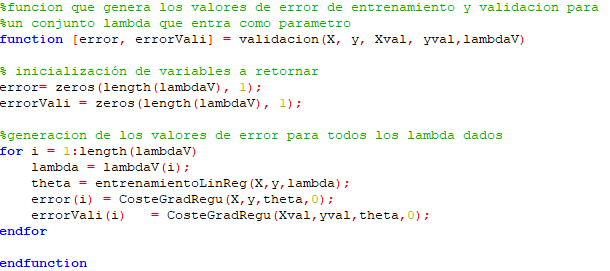 %funcion que genera los valores de error de entrenamiento y validacion para
%un conjunto lambda que entra como parametro
function [error, errorVali] = validacion(X, y, Xval, yval,lambdaV)
% inicialización de variables a retornar
error= zeros(length(lambdaV), 1);
errorVali = zeros(length(lambdaV), 1);
%generacion de los valores de error para todos los lambda dados
for i = 1:length(lambdaV)
    lambda = lambdaV(i);
    theta = entrenamientoLinReg(X,y,lambda);
    error(i) = CosteGradRegu(X,y,theta,0);
    errorVali(i)   = CosteGradRegu(Xval,yval,theta,0);
endfor
endfunction